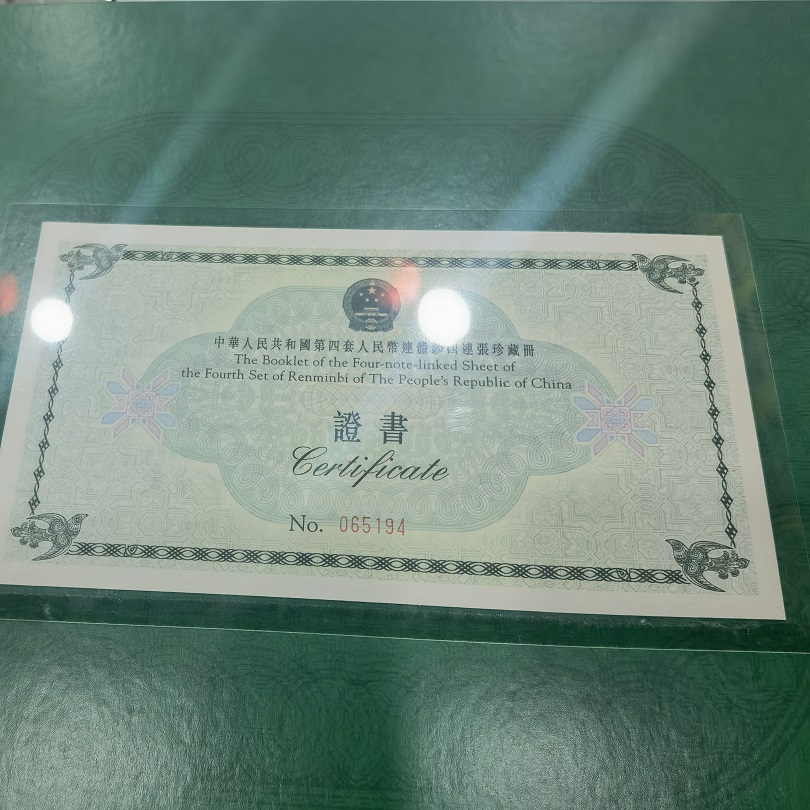 中華人民共和國第四套人民幣連體鈔四連張珍藏冊
The Booklet of the Four-note-linked Sheet of
the Fourth Set of Renminbi of The People's Republic of China
證書
Certificate
No. 065194